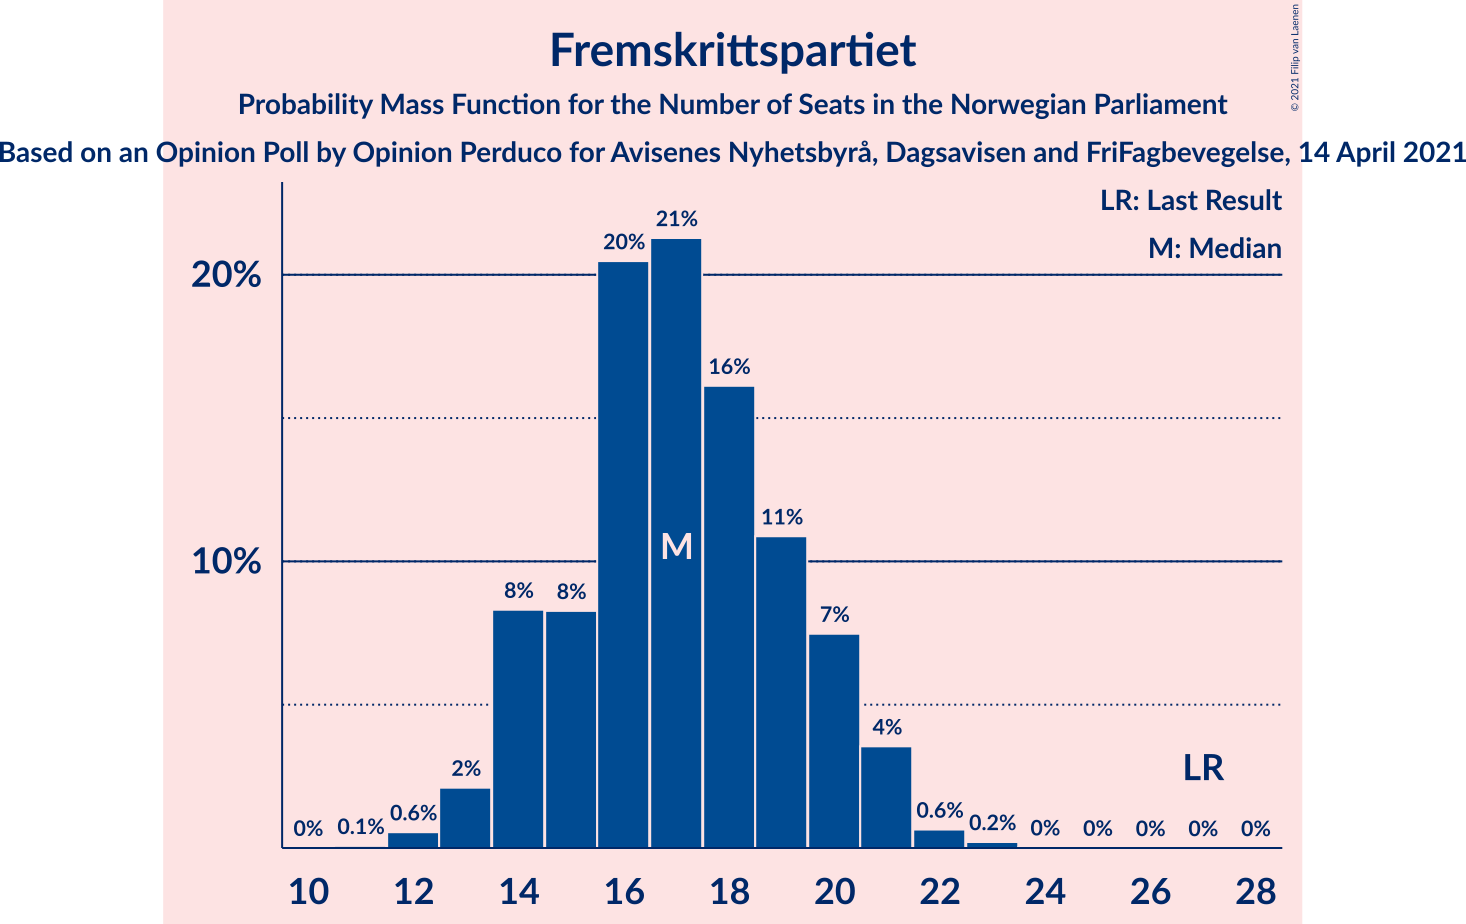 Fremskrittspartiet
Probability Mass Function for the Number of Seats in the Norwegian Parliament
Based on an Opinion Poll by Opinion Perduco for Avisenes Nyhetsbyrå, Dagsavisen and FriFagbevegelse, 14 April 2021
© 2021 Filip van Laenen
LR: Last Result
M: Median
20%
10%
0%
0.1%
0.6%
2%
8%
8%
20%
21%
16%
11%
7%
4%
0.6%
0.2%
0%
0%
0%
0%
0%
M
LR
10 12 14 16 18 20 22 24 26 28